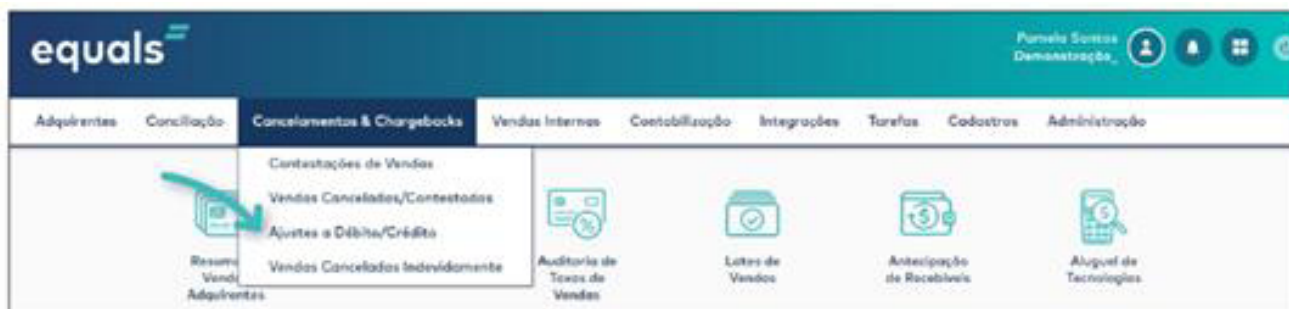 equals
Pamela Santos
Demonstração_
Adquirentes Conciliação Cancelamentos & Chargebacks Vendas Internas Contabilização Integrações Tarefas Cadastros Administração
Contestações de Vendas
Vendas Canceladas/Contestadas
Ajustes a Débito/Crédito
Vendas Canceladas Indevidamente
Resumo
Vendas
Adquirentes
Auditoria de
Taxas de
Vendas
Lotes de
Vendas
Antecipação
de Recebíveis
Aluguel de
Tecnologias